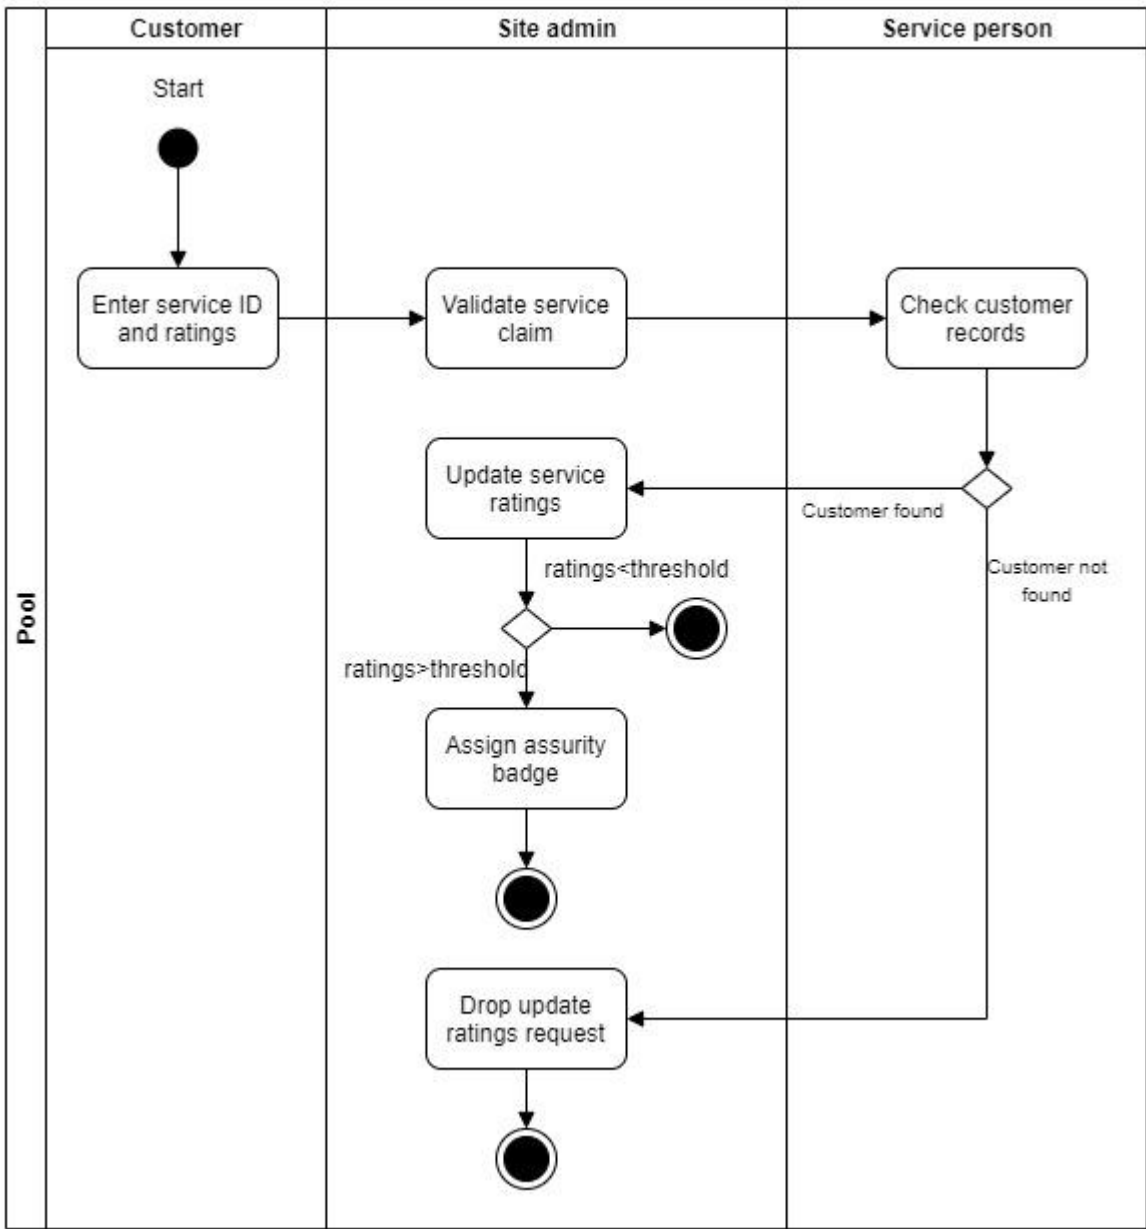 Customer
Site admin
Service person
Start
Enter service ID
and ratings
Validate service
claim
Check customer
records
Update service
ratings
Customer found
Customer not
found
ratings<threshold
Pool
ratings>threshold
Assign assurity
badge
Drop update
ratings request